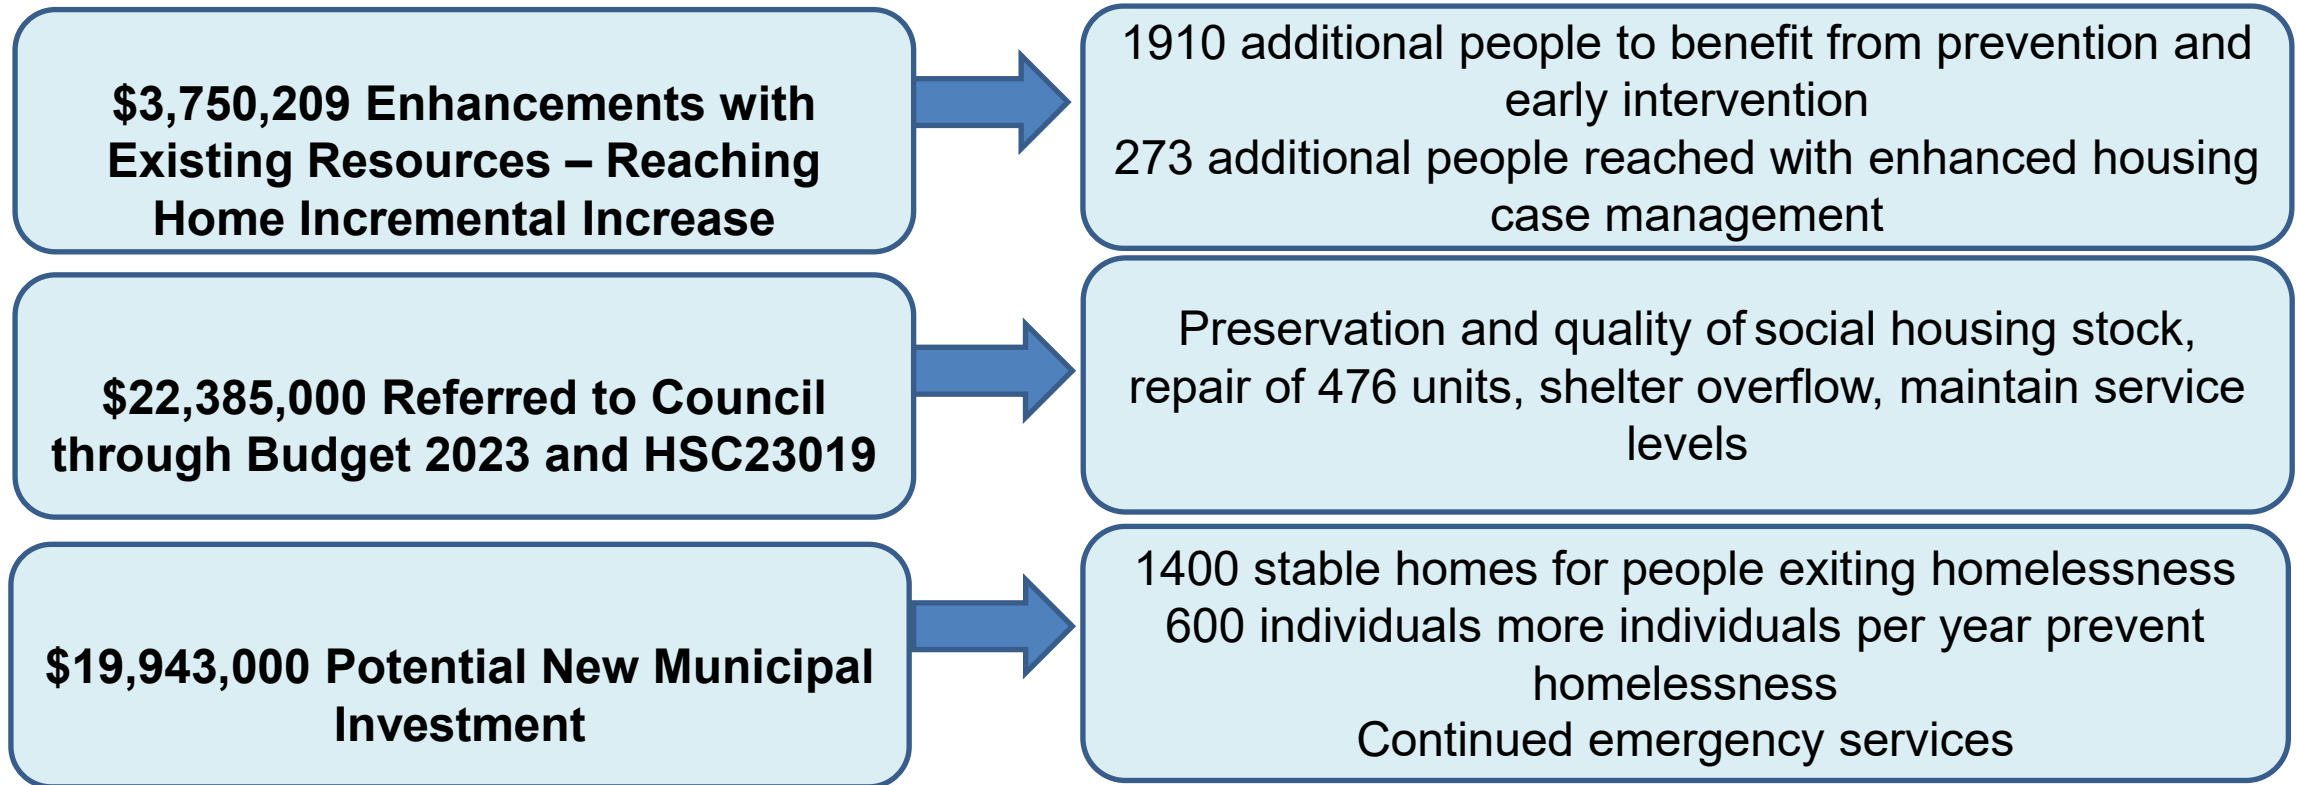 $3,750,209 Enhancements with
Existing Resources – Reaching
Home Incremental Increase
1910 additional people to benefit from prevention and
early intervention
273 additional people reached with enhanced housing
case management
$22,385,000 Referred to Council
through Budget 2023 and HSC23019
Preservation and quality of social housing stock,
repair of 476 units, shelter overflow, maintain service
levels
$19,943,000 Potential New Municipal
Investment
1400 stable homes for people exiting homelessness
600 individuals more individuals per year prevent
homelessness
Continued emergency services